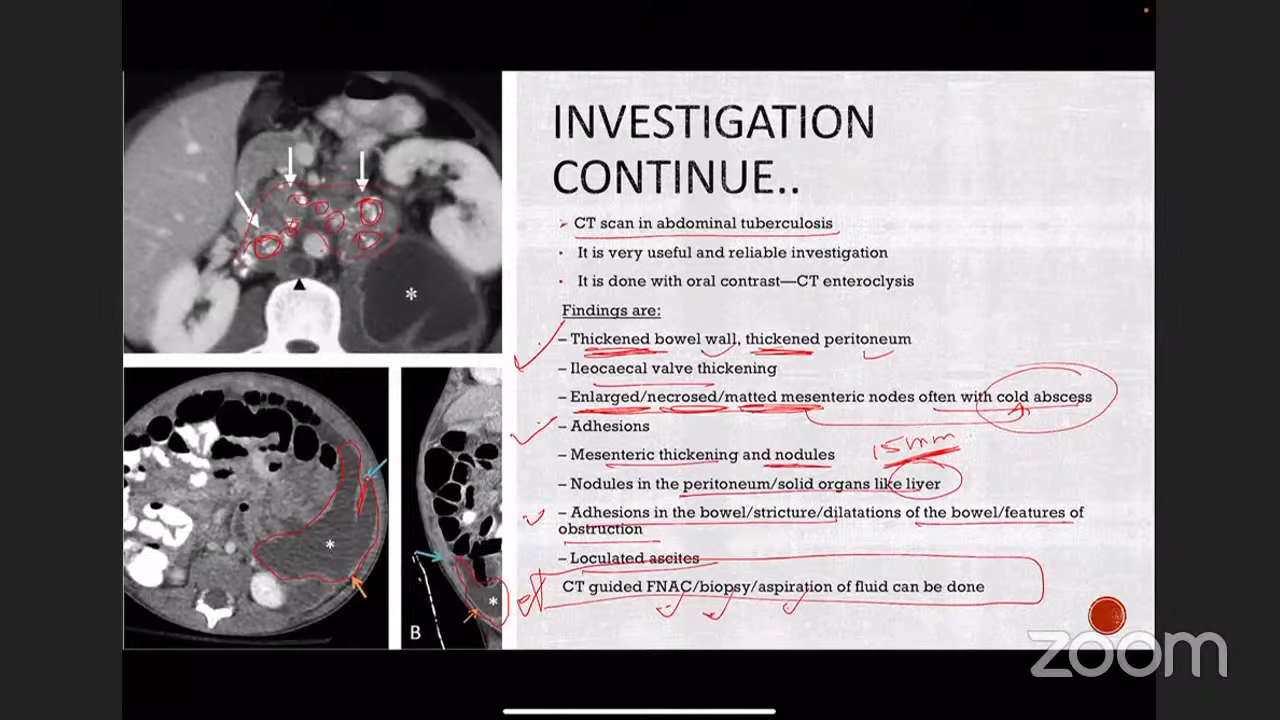 INVESTIGATION
CONTINUE..
CT scan in abdominal tuberculosis
It is very useful and reliable investigation
It is done with oral contrast—CT enteroclysis
Findings are:
– Thickened bowel wall, thickened peritoneum
– Ileocaecal valve thickening
– Enlarged/necrosed/matted mesenteric nodes often with cold abscess
– Adhesions
– Mesenteric thickening and nodules 15mm
– Nodules in the peritoneum/solid organs like liver
– Adhesions in the bowel/stricture/dilatations of the bowel/features of
obstruction
– Loculated ascites
CT guided FNAC/biopsy/aspiration of fluid can be done
*
*
*
B
zoom